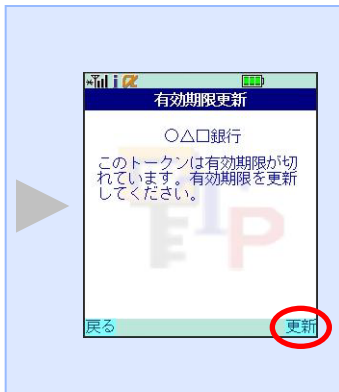 有効期限更新
○△□銀行
このトークンは有効期限が切
れています。有効期限を更新
してください。
戻る
更新